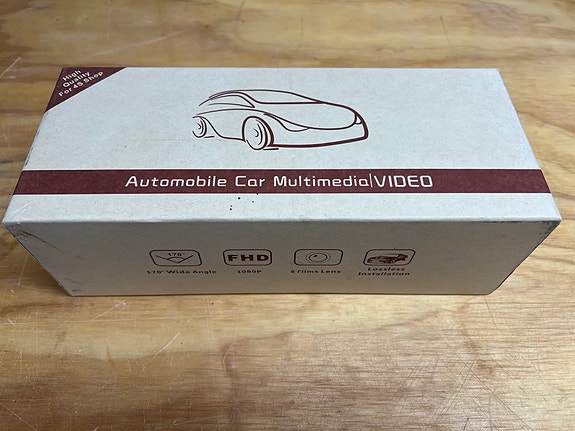 High
Quality
For 4S Shop
Automobile Car Multimedia|VIDEO
170°
170° Wide Angle
FHD
1080P
6 Films Lens
Lossless
Installation